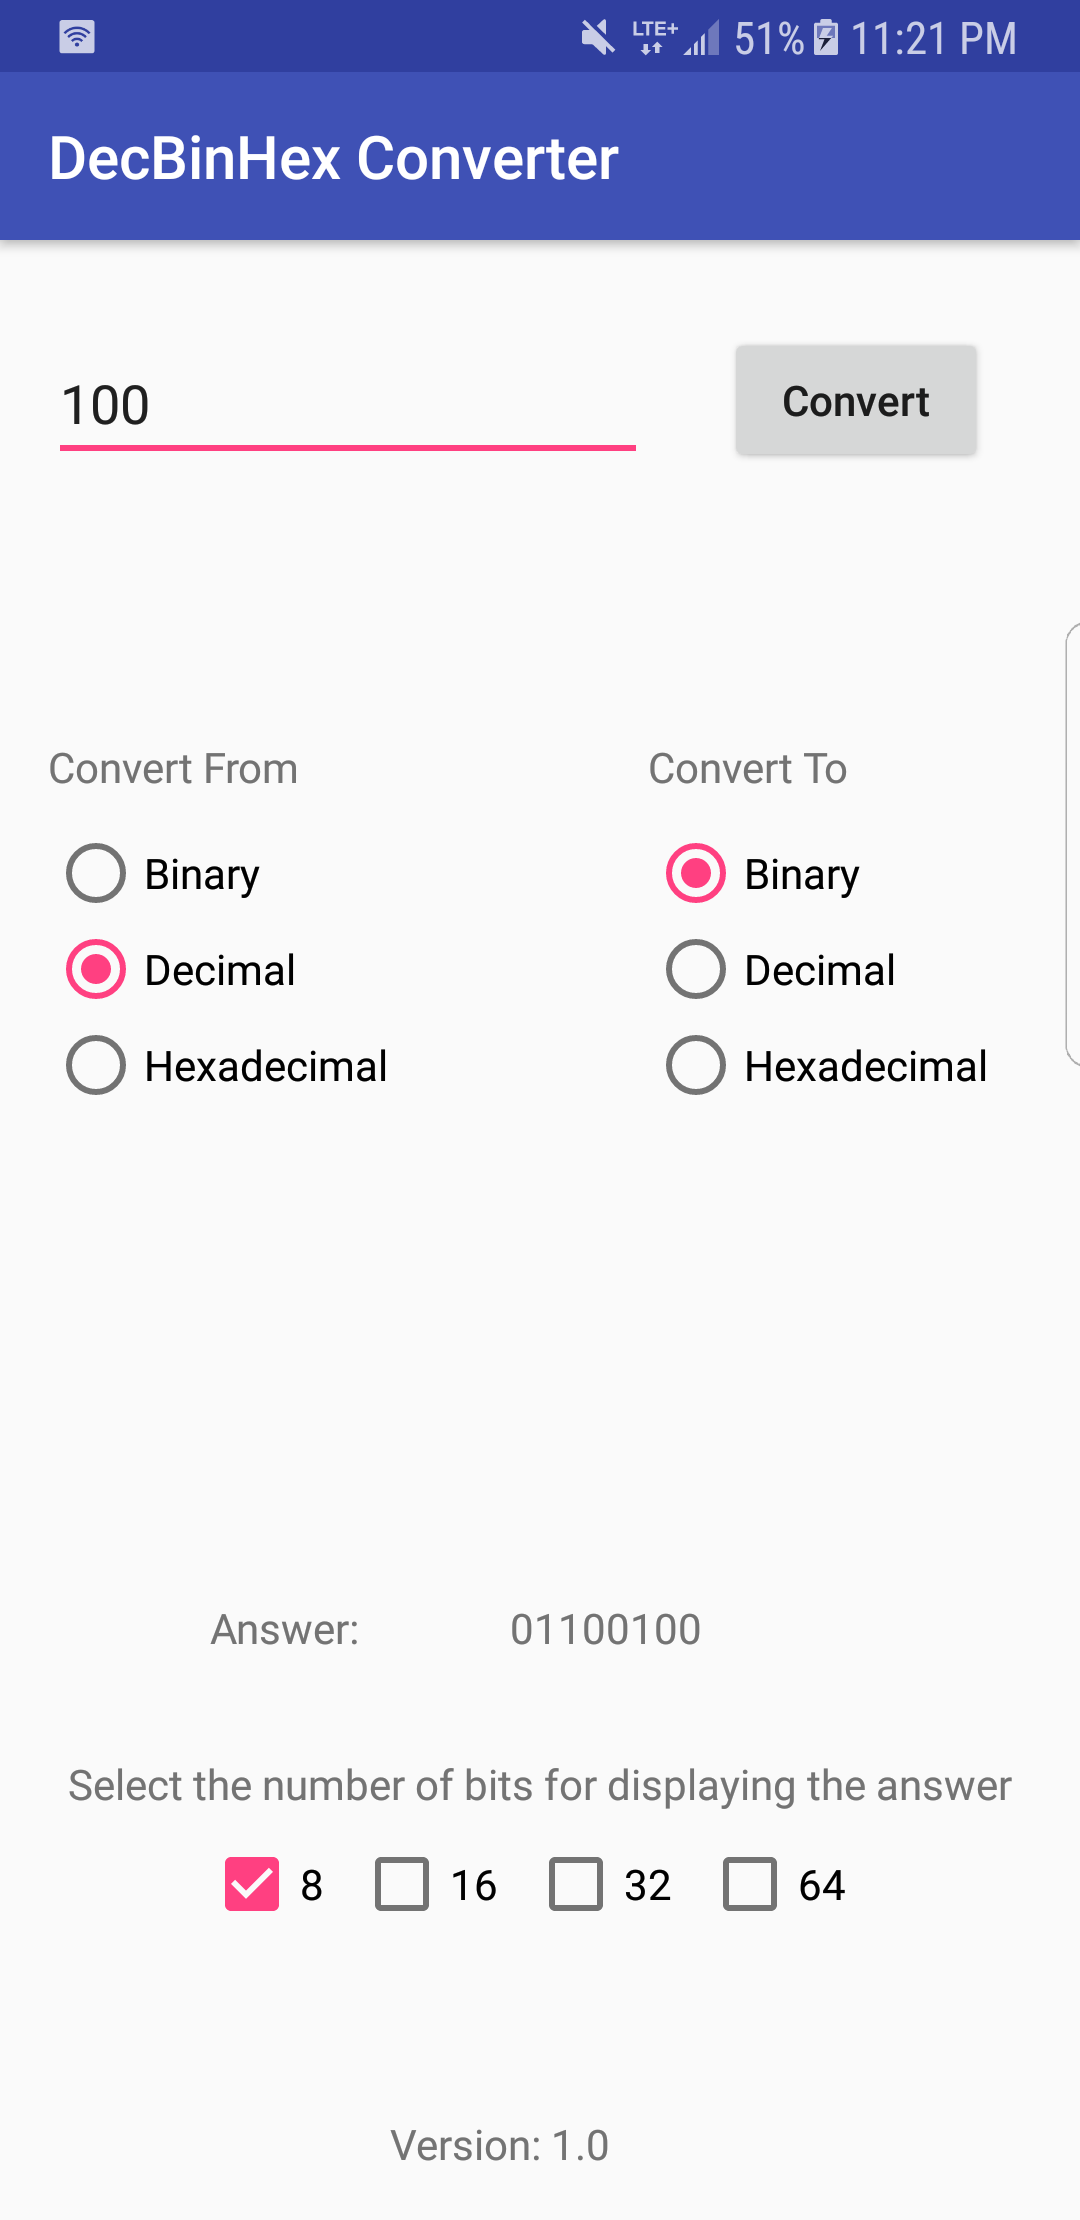 LTE+ 51% 11:21 PM
DecBinHex Converter
100 Convert
Convert From Convert To
Binary Binary
Decimal Decimal
Hexadecimal Hexadecimal
Answer: 01100100
Select the number of bits for displaying the answer
8 16 32 64
Version: 1.0